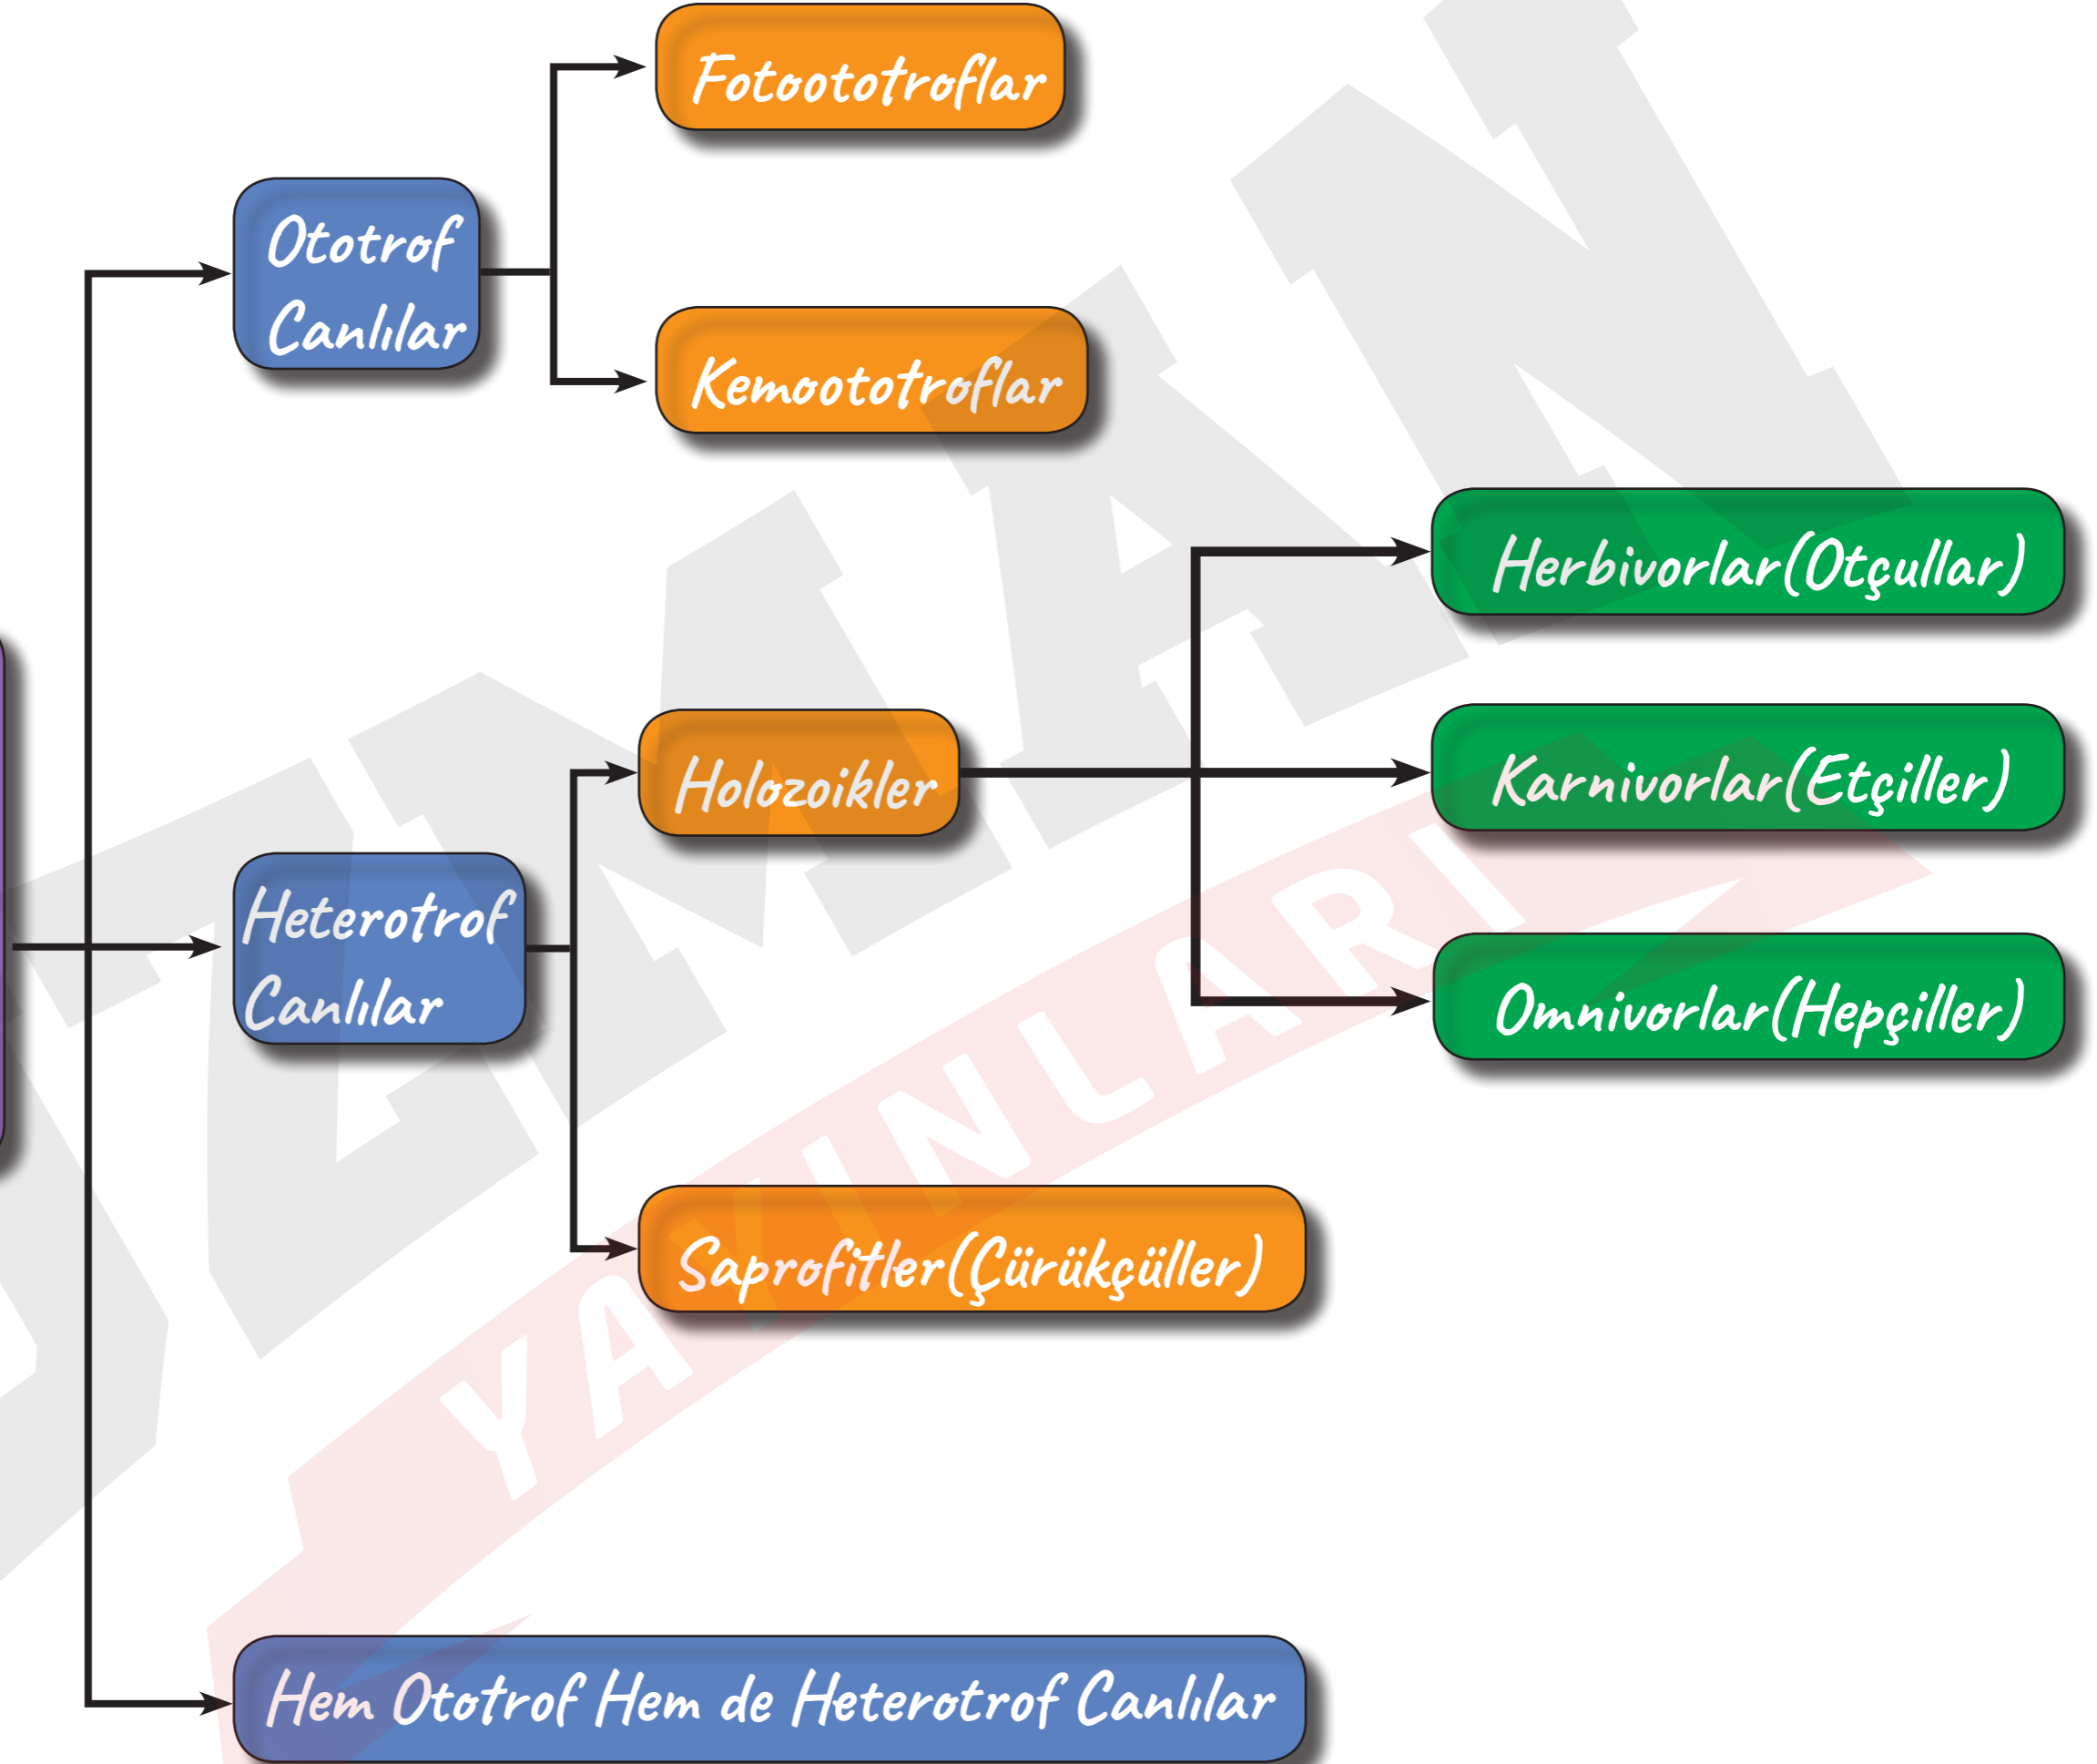 Fotoototroflar
Ototrof
Canlılar
Kemoototroflar
Herbivorlar(Otçullar)
Holozoikler
Karnivorlar(Etçiller)
Heterotrof
Canlılar
Omnivorlar(Hepçiller)
Saprofitler(Çürükçüller)
Hem Ototrof Hem de Heterotrof Canlılar
YAYINLARI